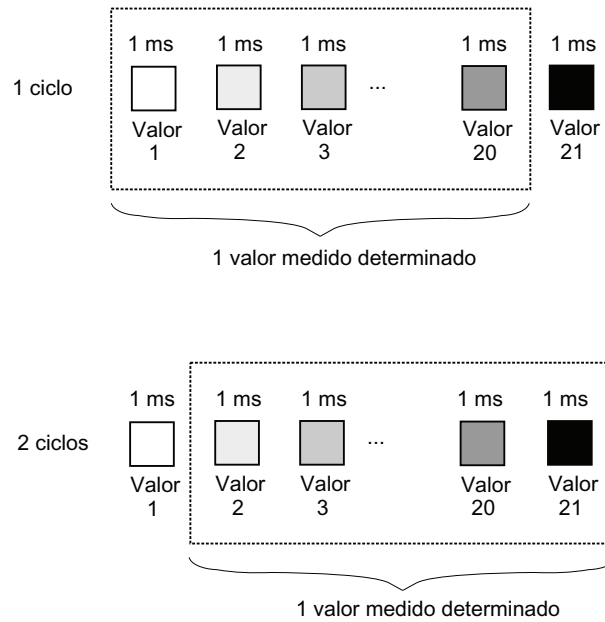 1 ms 1 ms 1 ms 1 ms 1 ms
1 ciclo ...
Valor Valor Valor Valor Valor
1 2 3 20 21
1 valor medido determinado
1 ms 1 ms 1 ms 1 ms 1 ms
2 ciclos ...
Valor Valor Valor Valor Valor
1 2 3 20 21
1 valor medido determinado